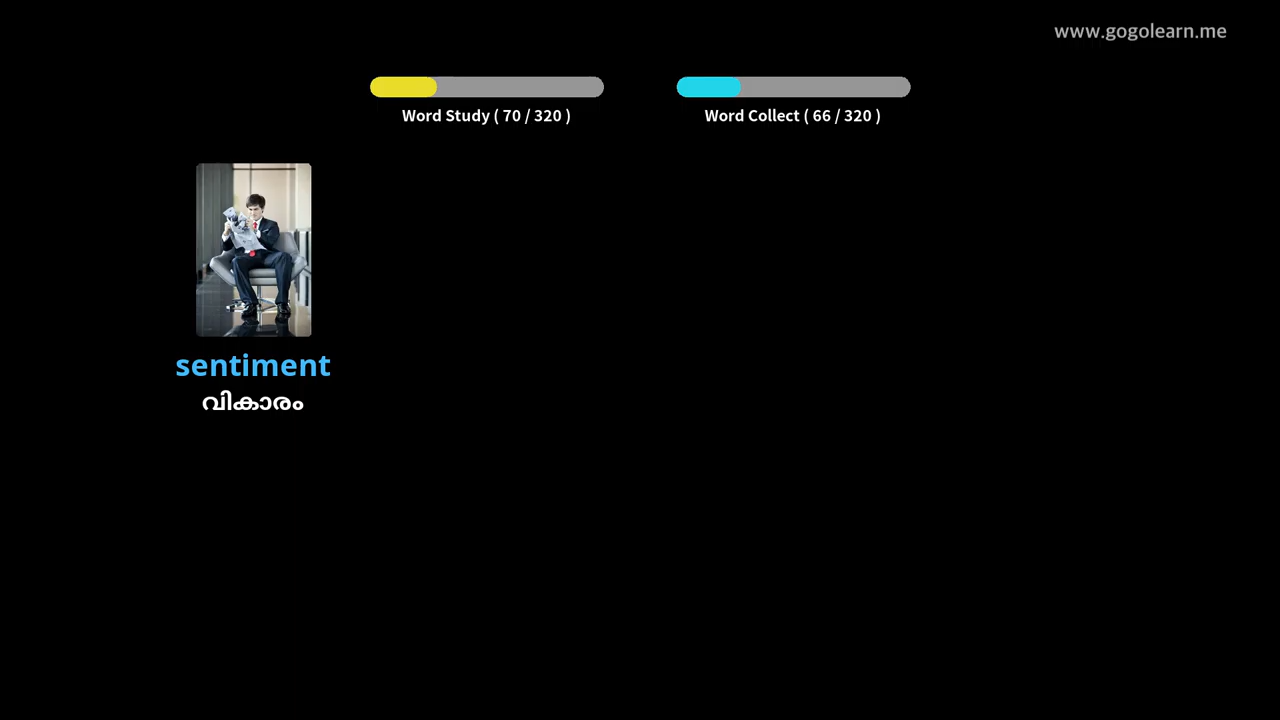 www.gogolearn.me
Word Study ( 70 / 320 )
Word Collect ( 66 / 320 )
sentiment
വികാരം